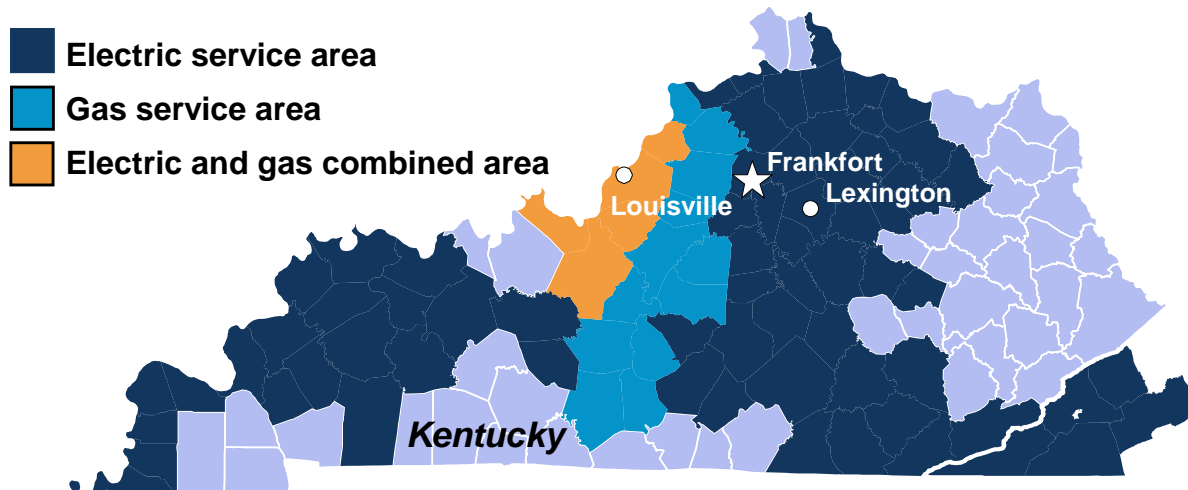 Electric service area
Gas service area
Electric and gas combined area
Frankfort
Lexington
Louisville
Kentucky